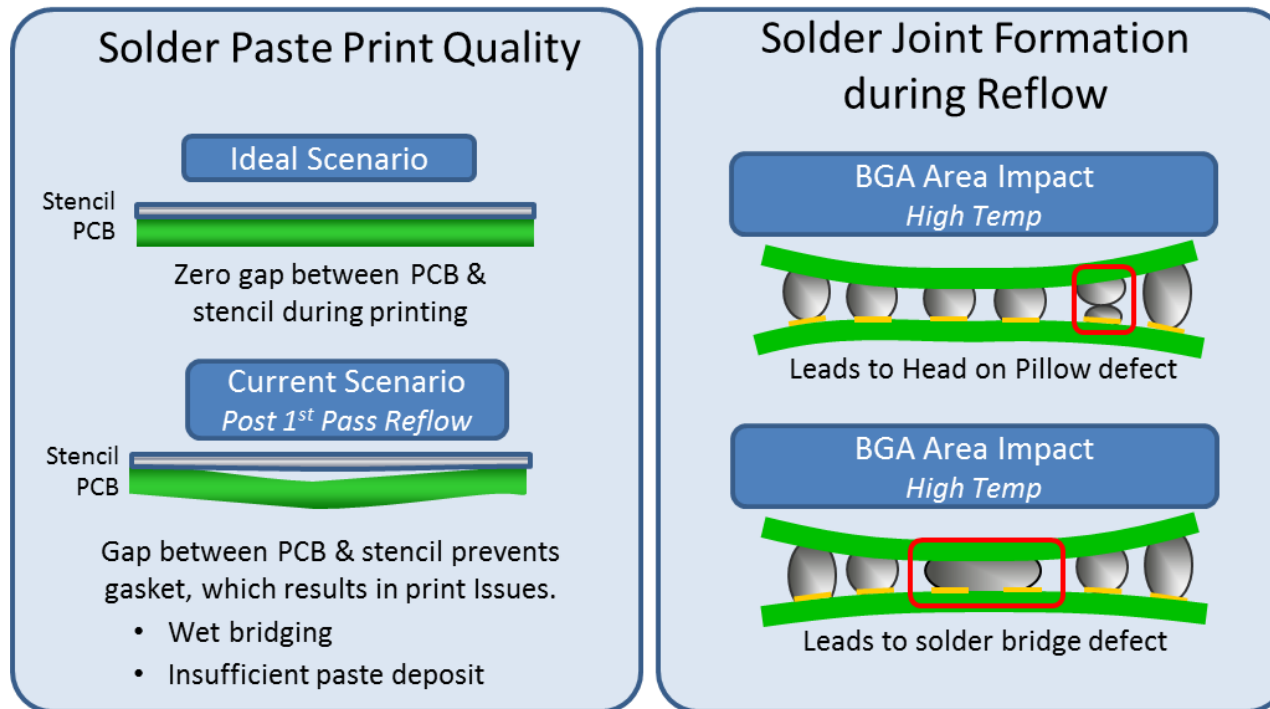 Solder Paste Print Quality
Ideal Scenario
Stencil
PCB
Zero gap between PCB &
stencil during printing
Current Scenario
Post 1st Pass Reflow
Stencil
PCB
Gap between PCB & stencil prevents
gasket, which results in print Issues.
• Wet bridging
• Insufficient paste deposit
Solder Joint Formation
during Reflow
BGA Area Impact
High Temp
Leads to Head on Pillow defect
BGA Area Impact
High Temp
Leads to solder bridge defect